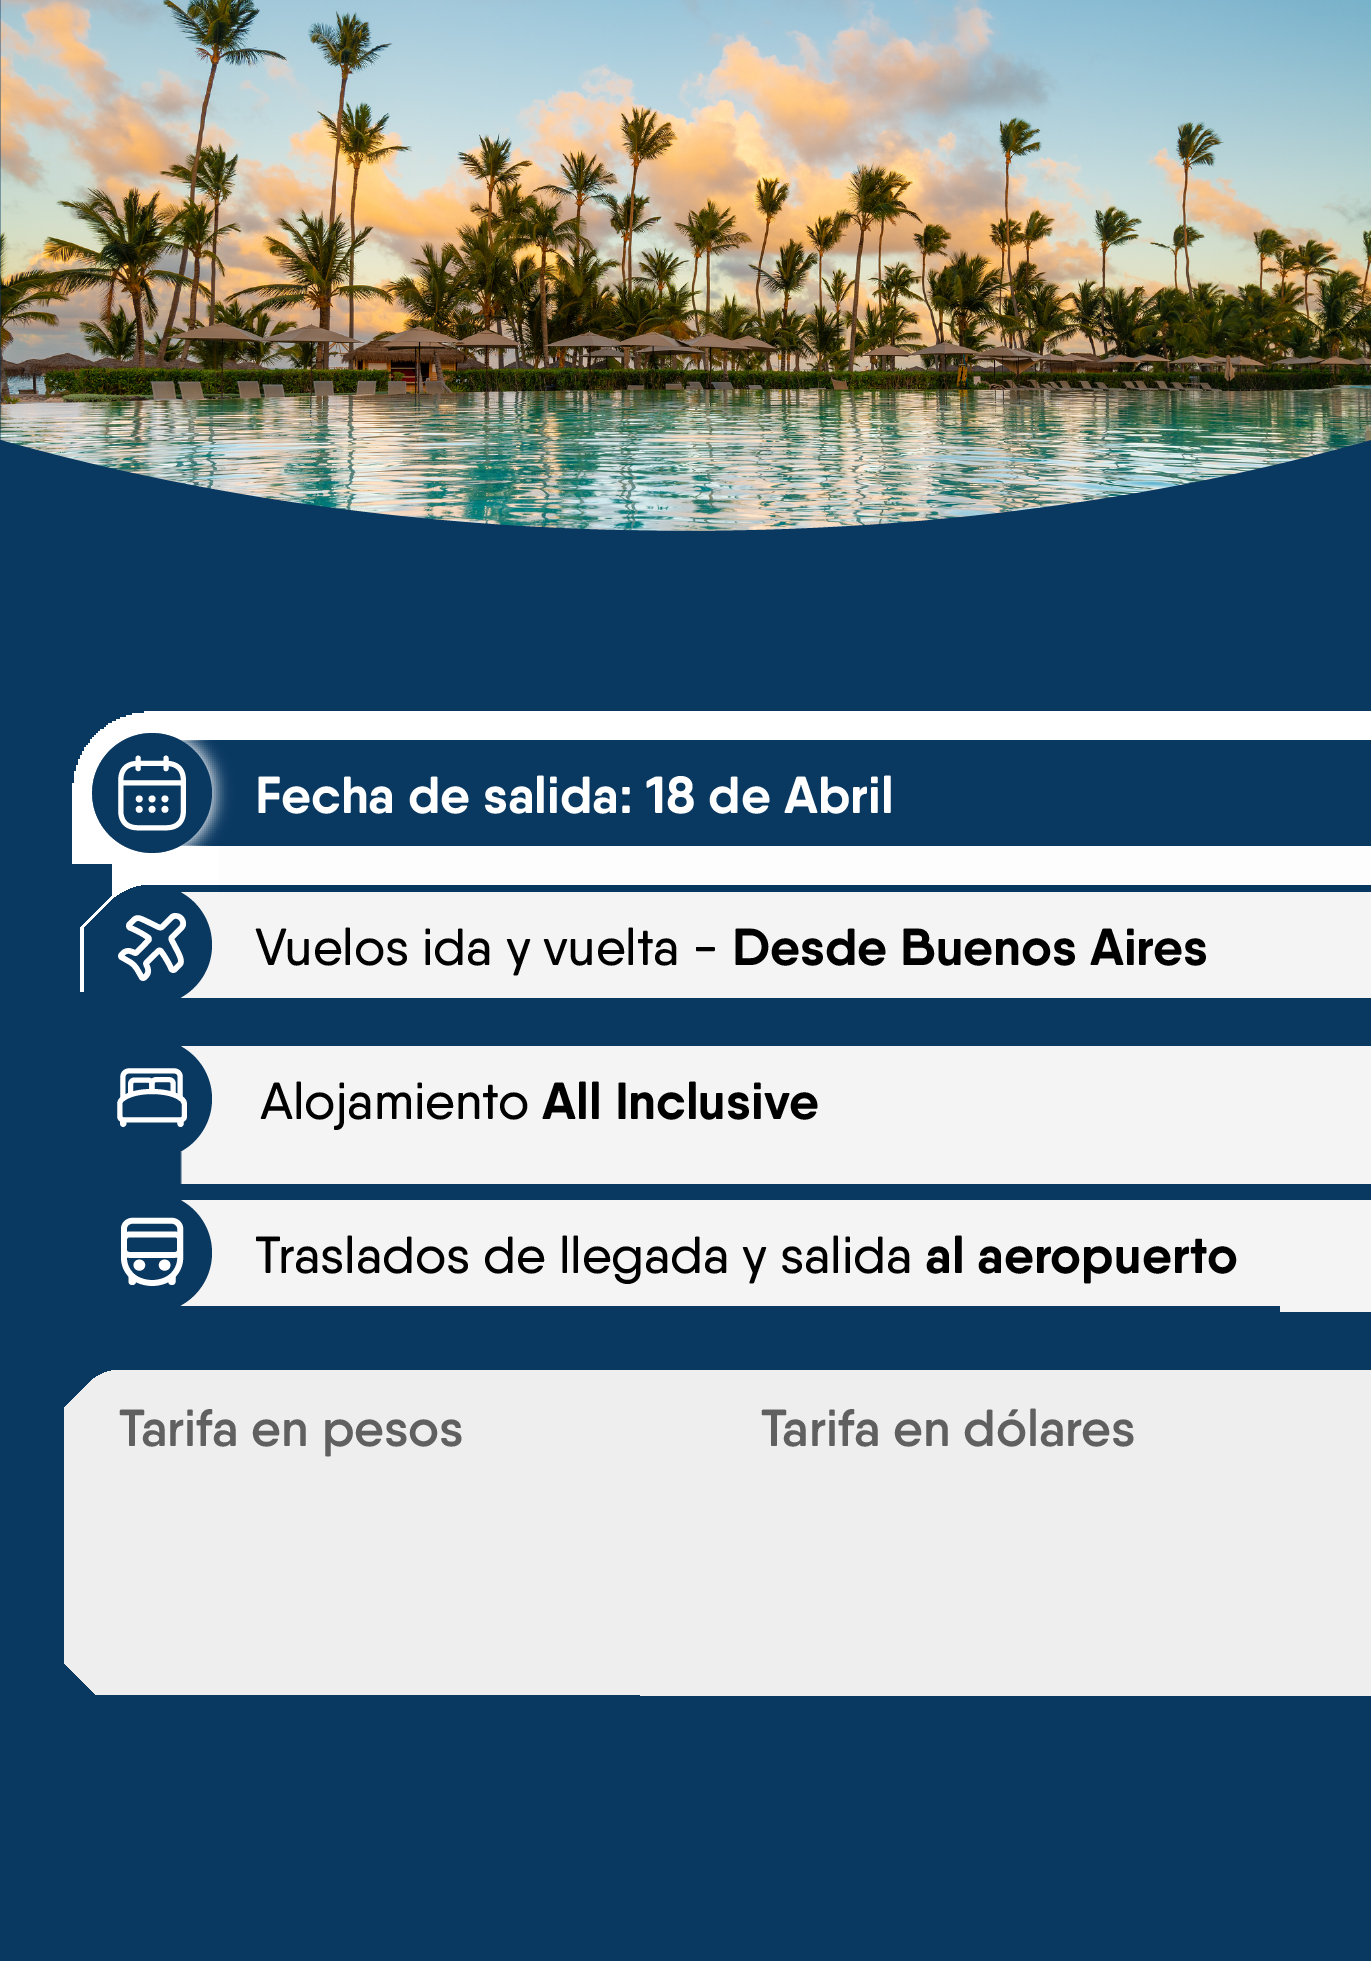 Fecha de salida: 18 de Abril
Vuelos ida y vuelta - Desde Buenos Aires
Alojamiento All Inclusive
Traslados de llegada y salida al aeropuerto
Tarifa en pesos
Tarifa en dólares